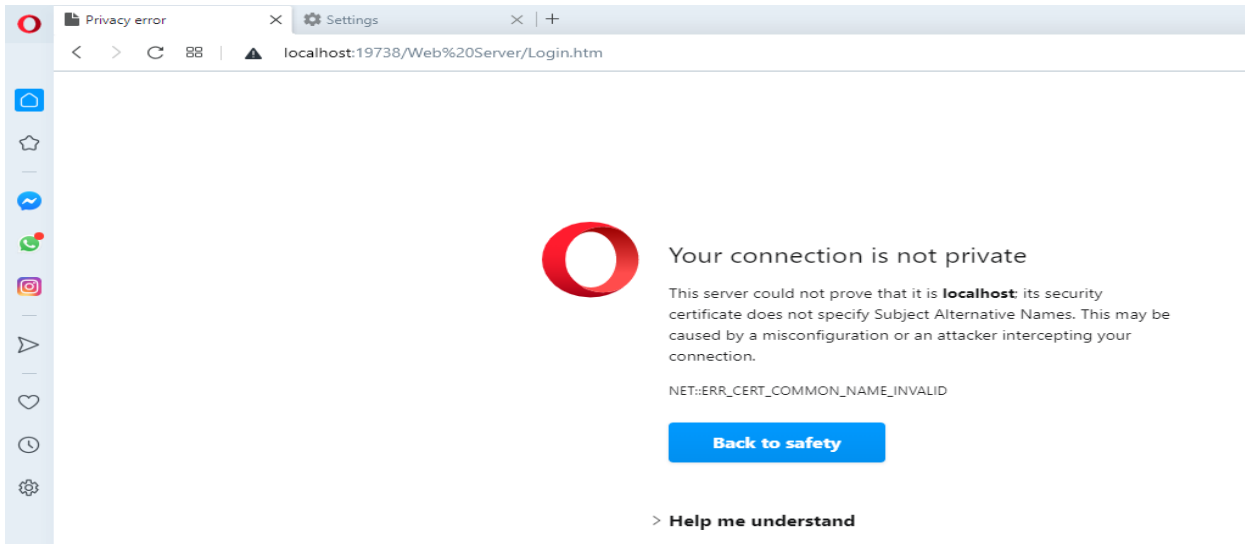 Privacy error
Settings
localhost:19738/Web%20Server/Login.htm
Your connection is not private
This server could not prove that it is localhost; its security
certificate does not specify Subject Alternative Names. This may be
caused by a misconfiguration or an attacker intercepting your
connection.
NET::ERR_CERT_COMMON_NAME_INVALID
Back to safety
Help me understand